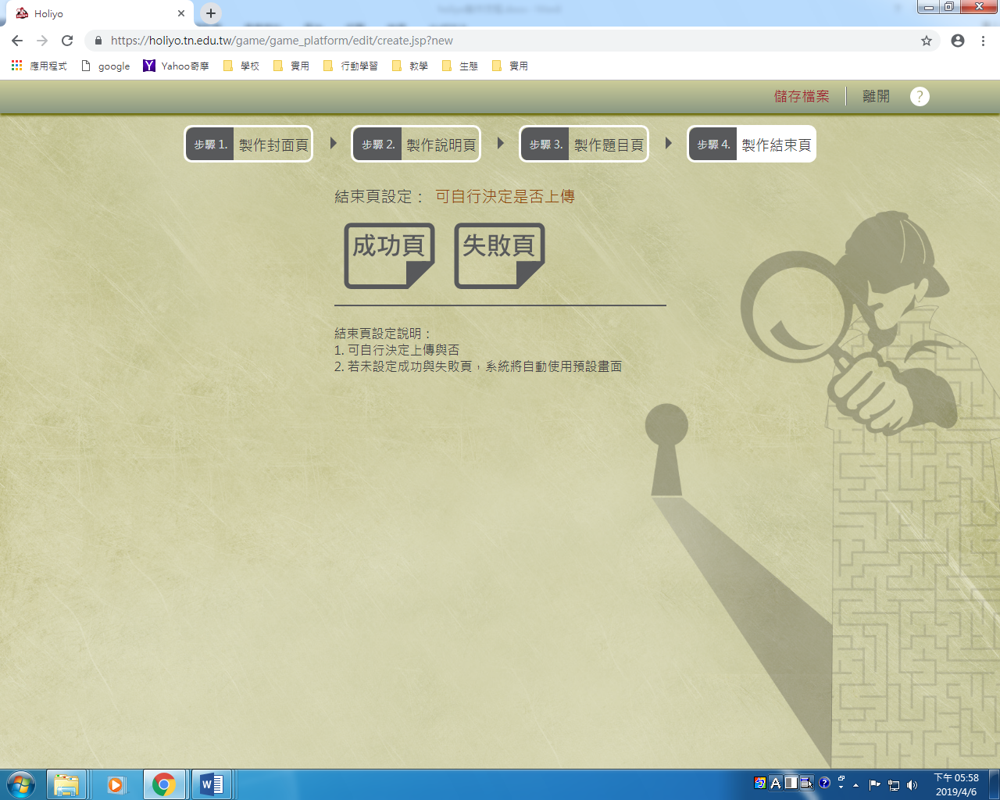 Holiyo
https://holiyo.tn.edu.tw/game/game_platform/edit/create.jsp?new
應用程式 google Yahoo奇摩 學校 實用 行動學習 教學 生態 實用
儲存檔案 離開 ?
步驟 1. 製作封面頁 步驟 2. 製作說明頁 步驟 3. 製作題目頁 步驟 4. 製作結束頁
結束頁設定： 可自行決定是否上傳
成功頁 失敗頁
結束頁設定說明：
1. 可自行決定上傳與否
2. 若未設定成功與失敗頁，系統將自動使用預設畫面
下午 05:58
2019/4/6